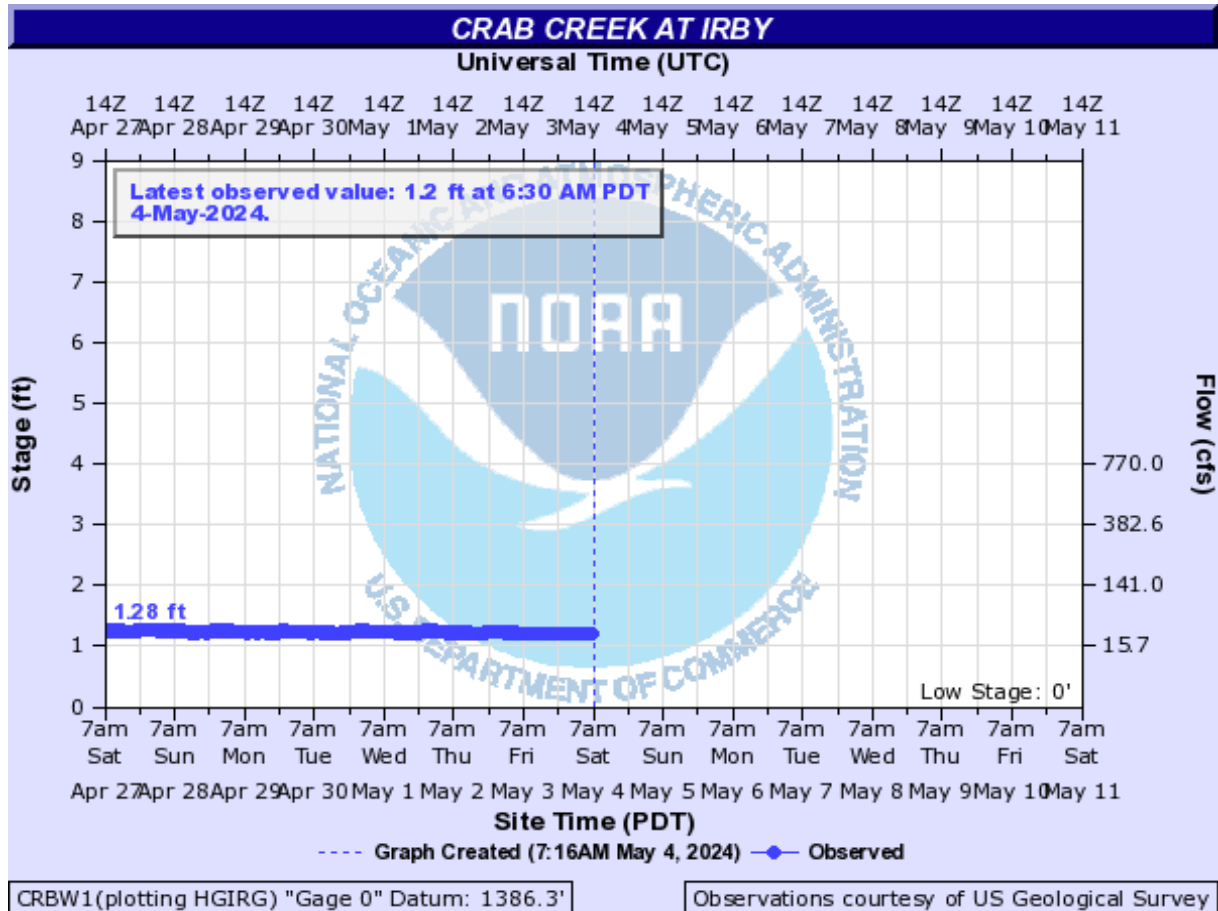 CRAB CREEK AT IRBY
Universal Time (UTC)
14Z 14Z 14Z 14Z 14Z 14Z 14Z 14Z 14Z 14Z 14Z 14Z 14Z 14Z 14Z
Apr 27 Apr 28 Apr 29 Apr 30 May 1 May 2 May 3 May 4 May 5 May 6 May 7 May 8 May 9 May 10 May 11
Latest observed value: 1.2 ft at 6:30 AM PDT
4-May-2024.
9
8
7
6
5
4
3
2
1
0
Stage (ft)
NATIONAL OCEANIC AND ATMOSPHERIC ADMINISTRATION
NOAA
U.S. DEPARTMENT OF COMMERCE
1.28 ft
Flow (cfs)
770.0
382.6
141.0
15.7
Low Stage: 0'
7am 7am 7am 7am 7am 7am 7am 7am 7am 7am 7am 7am 7am 7am 7am
Sat Sun Mon Tue Wed Thu Fri Sat Sun Mon Tue Wed Thu Fri Sat
Apr 27 Apr 28 Apr 29 Apr 30 May 1 May 2 May 3 May 4 May 5 May 6 May 7 May 8 May 9 May 10 May 11
Site Time (PDT)
Graph Created (7:16AM May 4, 2024) Observed
CRBW1(plotting HGIRG) "Gage 0" Datum: 1386.3'
Observations courtesy of US Geological Survey